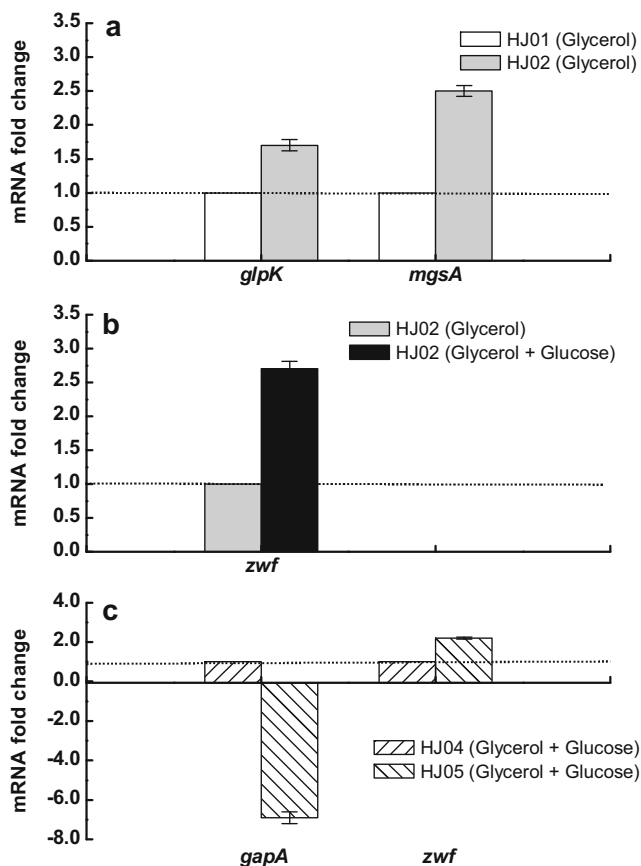 a
HJ01 (Glycerol)
HJ02 (Glycerol)
mRNA fold change
3.5
3.0
2.5
2.0
1.5
1.0
0.5
0.0
glpK mgsA
b
HJ02 (Glycerol)
HJ02 (Glycerol + Glucose)
mRNA fold change
3.5
3.0
2.5
2.0
1.5
1.0
0.5
0.0
zwf
c
mRNA fold change
4.0
2.0
0.0
-2.0
-4.0
-6.0
-8.0
HJ04 (Glycerol + Glucose)
HJ05 (Glycerol + Glucose)
gapA zwf